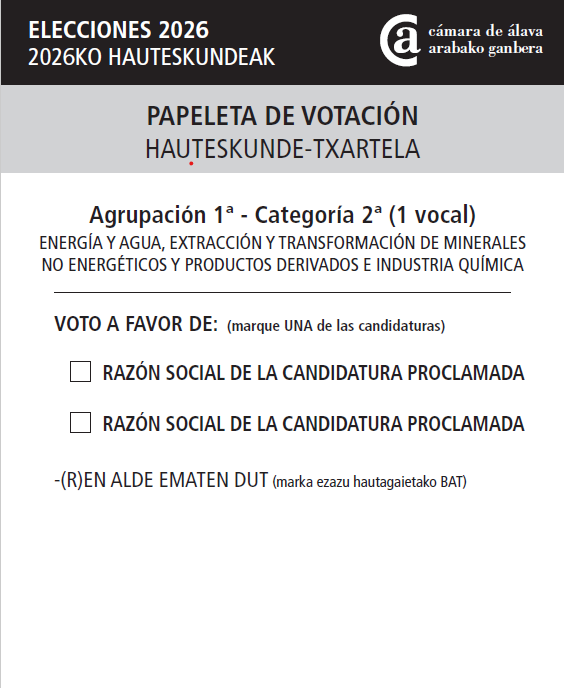 ELECCIONES 2026
2026KO HAUTESKUNDEAK
cámara de álava
arabako ganbera
PAPELETA DE VOTACIÓN
HAUTESKUNDE-TXARTELA
Agrupación 1ª - Categoría 2ª (1 vocal)
ENERGÍA Y AGUA, EXTRACCIÓN Y TRANSFORMACIÓN DE MINERALES
NO ENERGÉTICOS Y PRODUCTOS DERIVADOS E INDUSTRIA QUÍMICA
VOTO A FAVOR DE: (marque UNA de las candidaturas)
RAZÓN SOCIAL DE LA CANDIDATURA PROCLAMADA
RAZÓN SOCIAL DE LA CANDIDATURA PROCLAMADA
-(R)EN ALDE EMATEN DUT (marka ezazu hautagaietako BAT)